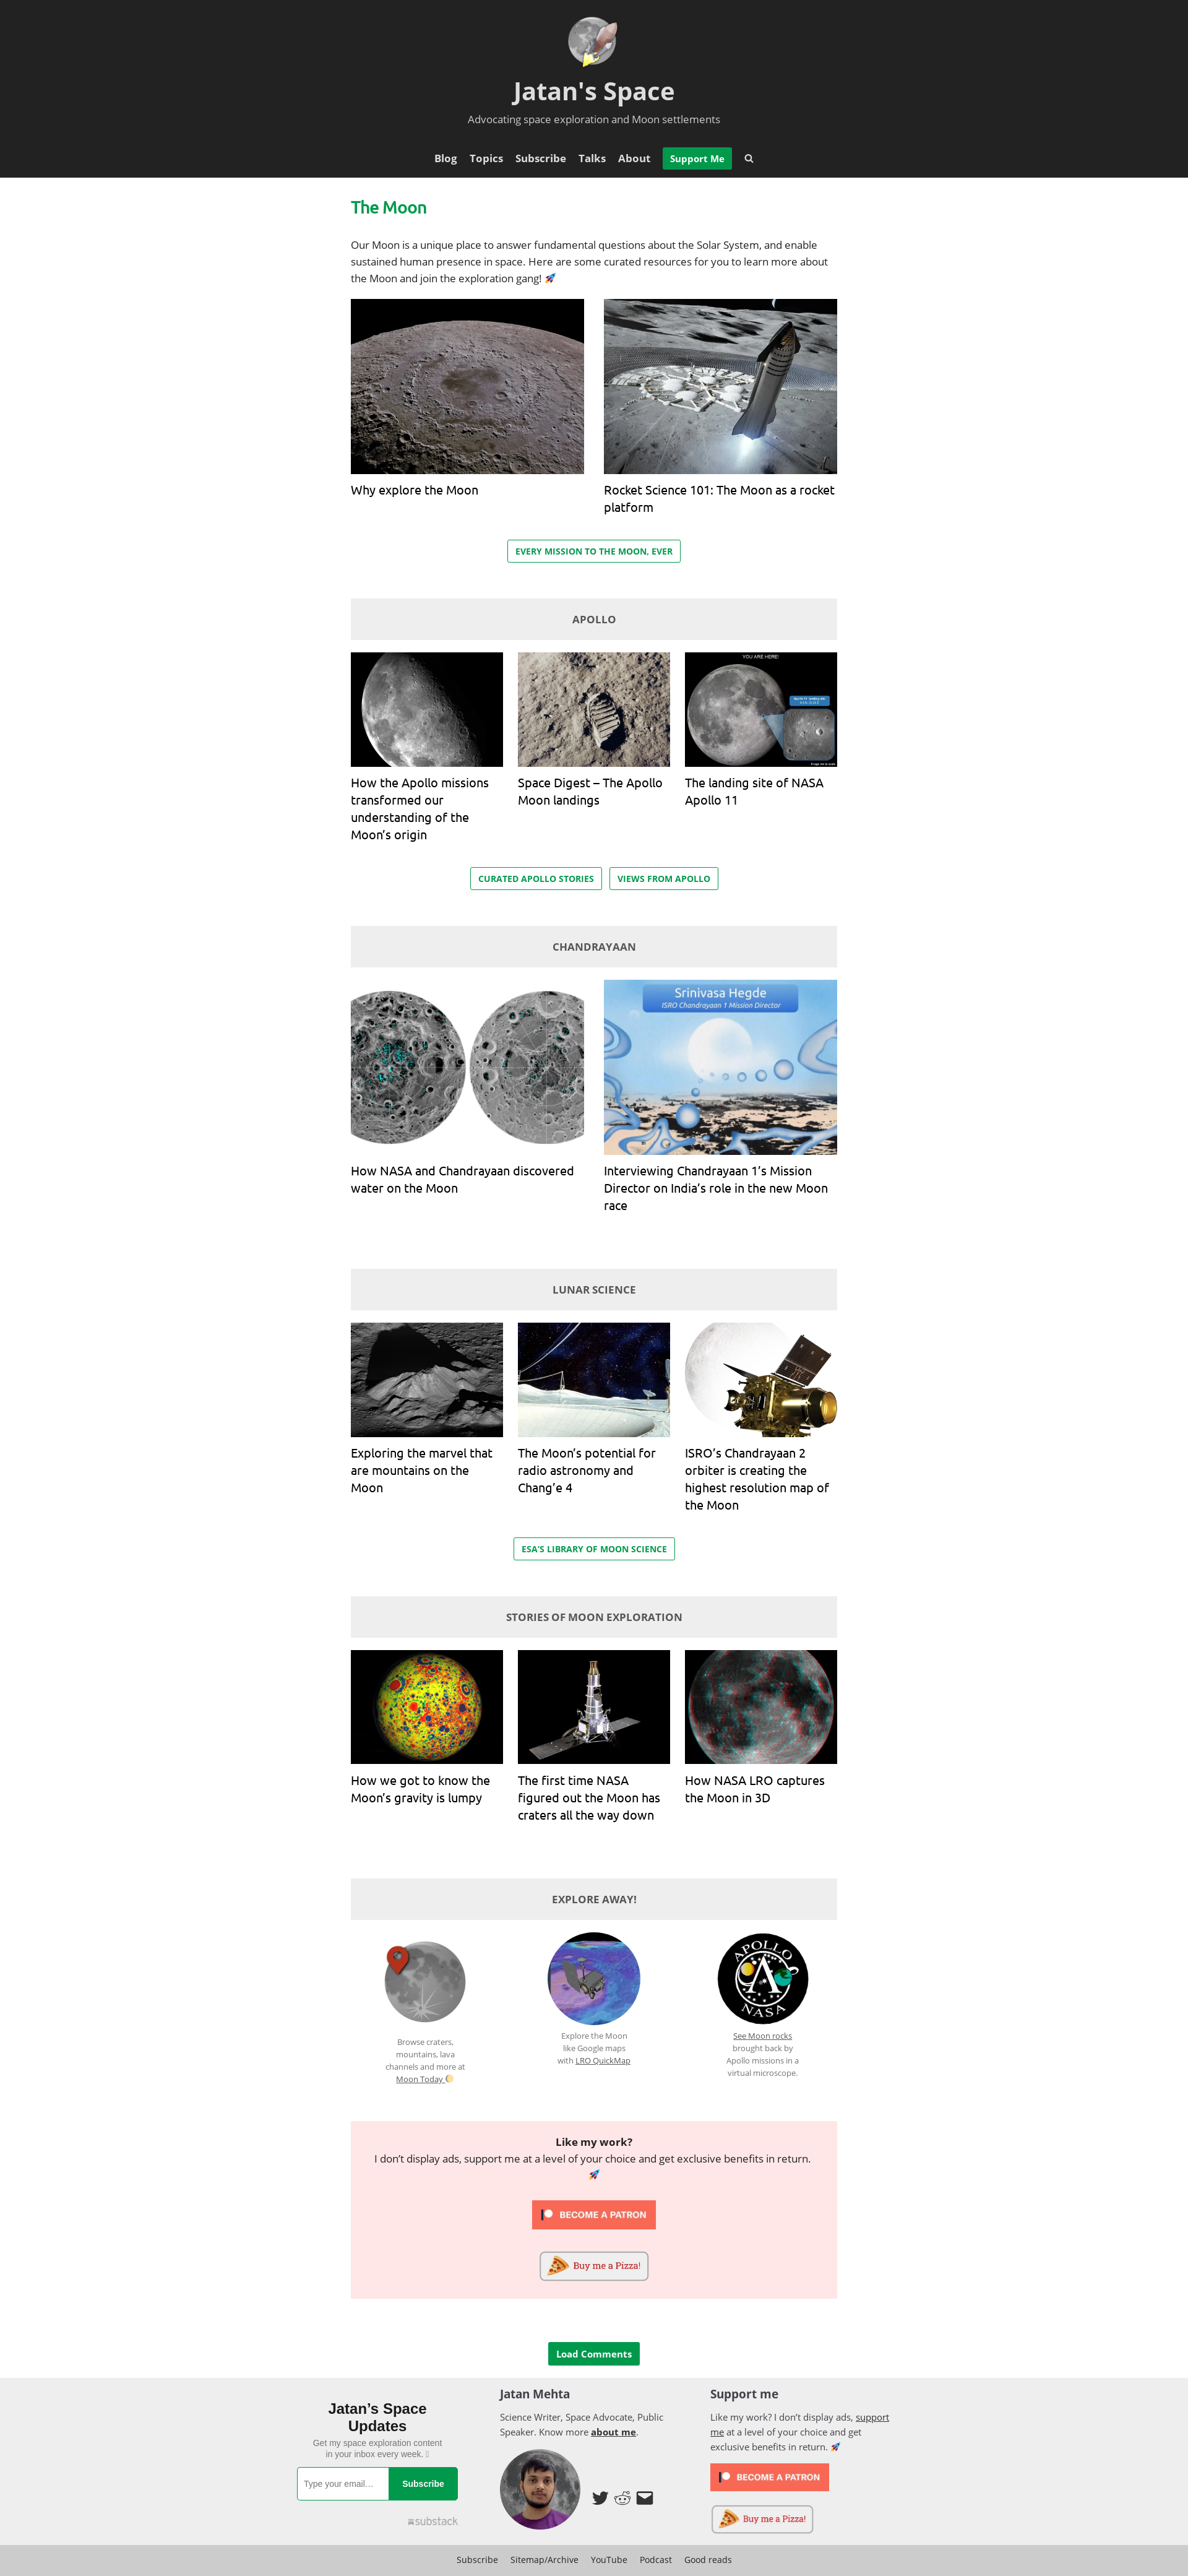 Jatan's Space
Advocating space exploration and Moon settlements
Blog Topics Subscribe Talks About Support Me
The Moon
Our Moon is a unique place to answer fundamental questions about the Solar System, and enable
sustained human presence in space. Here are some curated resources for you to learn more about
the Moon and join the exploration gang! 🚀
Why explore the Moon
Rocket Science 101: The Moon as a rocket
platform
EVERY MISSION TO THE MOON, EVER
APOLLO
YOU ARE HERE!
How the Apollo missions
transformed our
understanding of the
Moon's origin
Space Digest – The Apollo
Moon landings
The landing site of NASA
Apollo 11
CURATED APOLLO STORIES VIEWS FROM APOLLO
CHANDRAYAAN
Srinivasa Hegde
ISRO Chandrayaan 1 Mission Director
How NASA and Chandrayaan discovered
water on the Moon
Interviewing Chandrayaan 1's Mission
Director on India's role in the new Moon
race
LUNAR SCIENCE
Exploring the marvel that
are mountains on the
Moon
The Moon's potential for
radio astronomy and
Chang'e 4
ISRO's Chandrayaan 2
orbiter is creating the
highest resolution map of
the Moon
ESA'S LIBRARY OF MOON SCIENCE
STORIES OF MOON EXPLORATION
How we got to know the
Moon's gravity is lumpy
The first time NASA
figured out the Moon has
craters all the way down
How NASA LRO captures
the Moon in 3D
EXPLORE AWAY!
APOLLO
NASA
Browse craters,
mountains, lava
channels and more at
Moon Today 🌔
Explore the Moon
like Google maps
with LRO QuickMap
See Moon rocks
brought back by
Apollo missions in a
virtual microscope.
Like my work?
I don't display ads, support me at a level of your choice and get exclusive benefits in return.
🚀
BECOME A PATRON
Buy me a Pizza!
Load Comments
Jatan's Space
Updates
Get my space exploration content
in your inbox every week.
Type your email... Subscribe
substack
Jatan Mehta
Science Writer, Space Advocate, Public
Speaker. Know more about me.
Support me
Like my work? I don't display ads, support
me at a level of your choice and get
exclusive benefits in return. 🚀
BECOME A PATRON
Buy me a Pizza!
Subscribe Sitemap/Archive YouTube Podcast Good reads